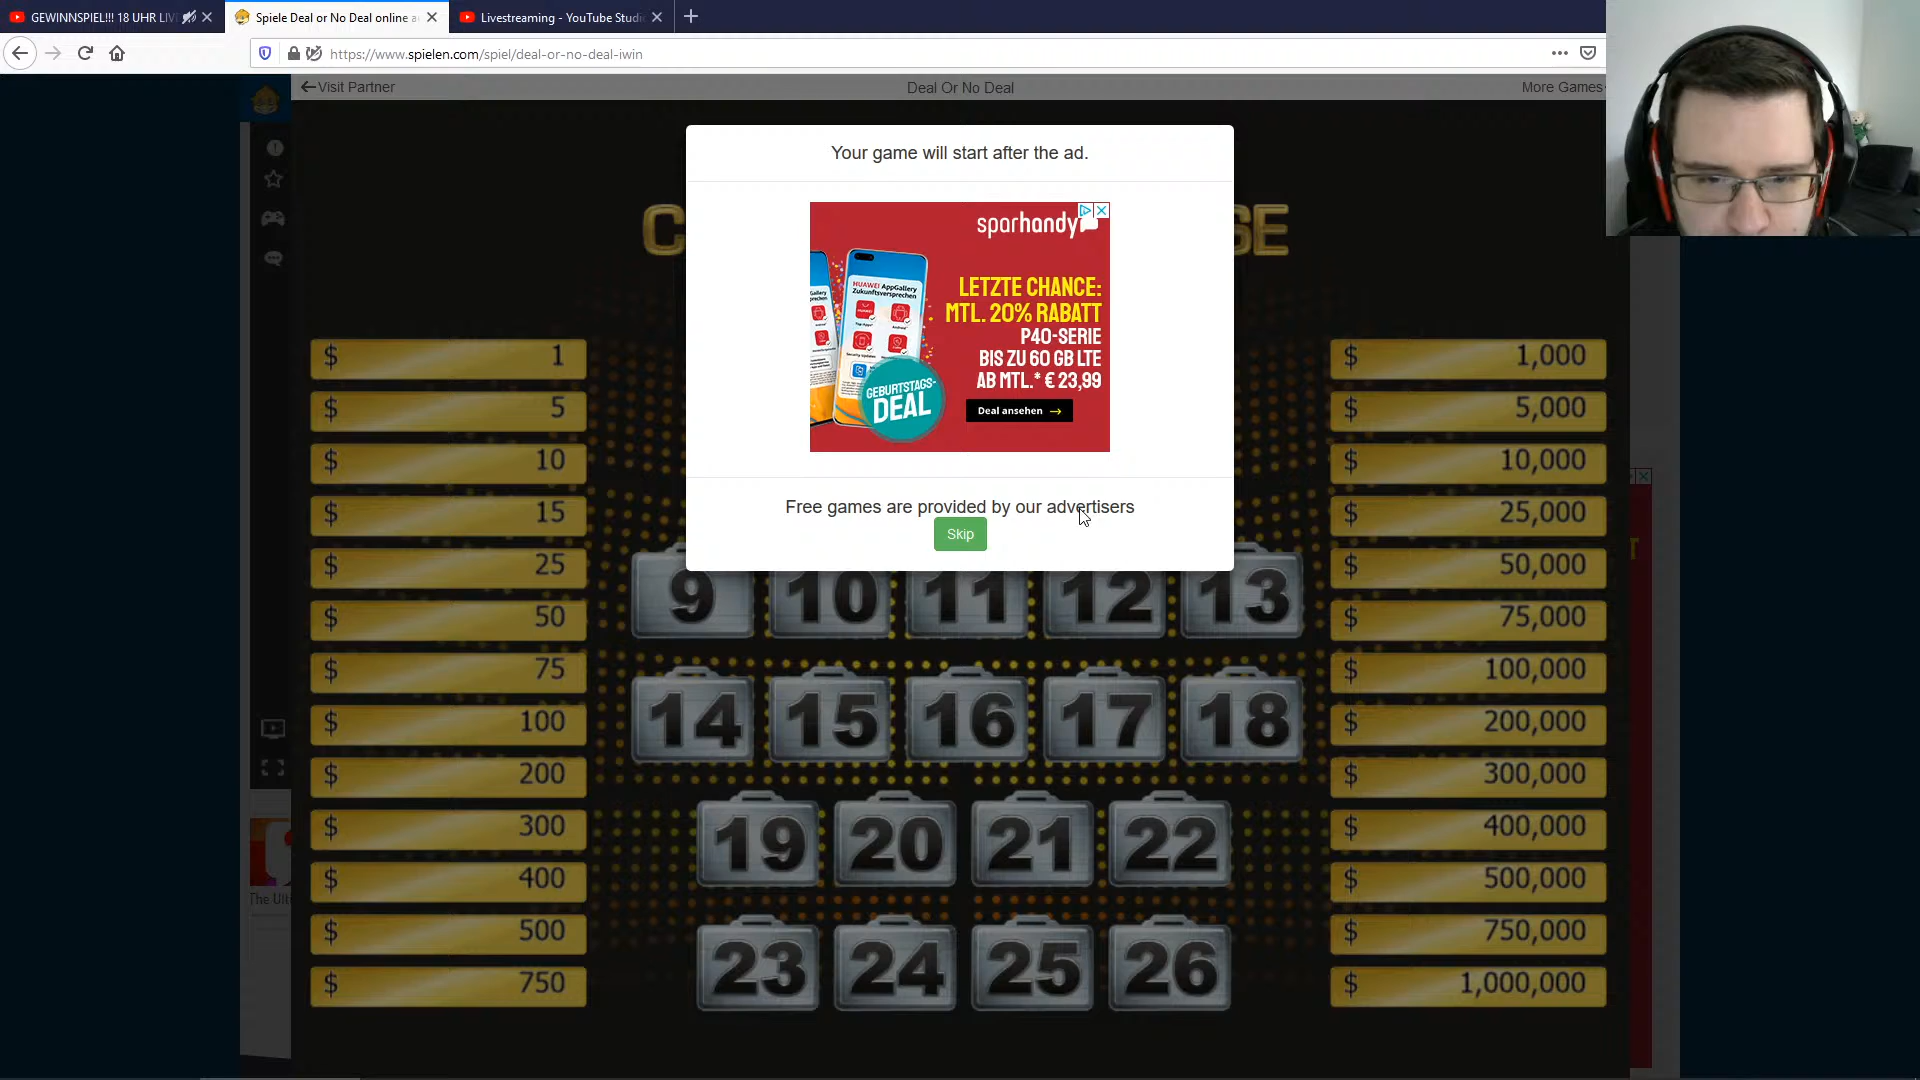 GEWINNSPIEL!!! 18 UHR LIV
Spiele Deal or No Deal online a
Livestreaming - YouTube Studi
https://www.spielen.com/spiel/deal-or-no-deal-iwin
Visit Partner
Deal Or No Deal
More Games
Your game will start after the ad.
sparhandy
HUAWEI AppGallery
Zukunftsversprechen
LETZTE CHANCE:
MTL. 20% RABATT
P40-SERIE
BIS ZU 60 GB LTE
AB MTL.* € 23,99
GEBURTSTAGS-
DEAL
Deal ansehen →
Free games are provided by our advertisers
Skip
$ 1
$ 5
$ 10
$ 15
$ 25
$ 50
$ 75
$ 100
$ 200
$ 300
$ 400
$ 500
$ 750
9 10 11 12 13
14 15 16 17 18
19 20 21 22
23 24 25 26
$ 1,000
$ 5,000
$ 10,000
$ 25,000
$ 50,000
$ 75,000
$ 100,000
$ 200,000
$ 300,000
$ 400,000
$ 500,000
$ 750,000
$ 1,000,000
The Ulti